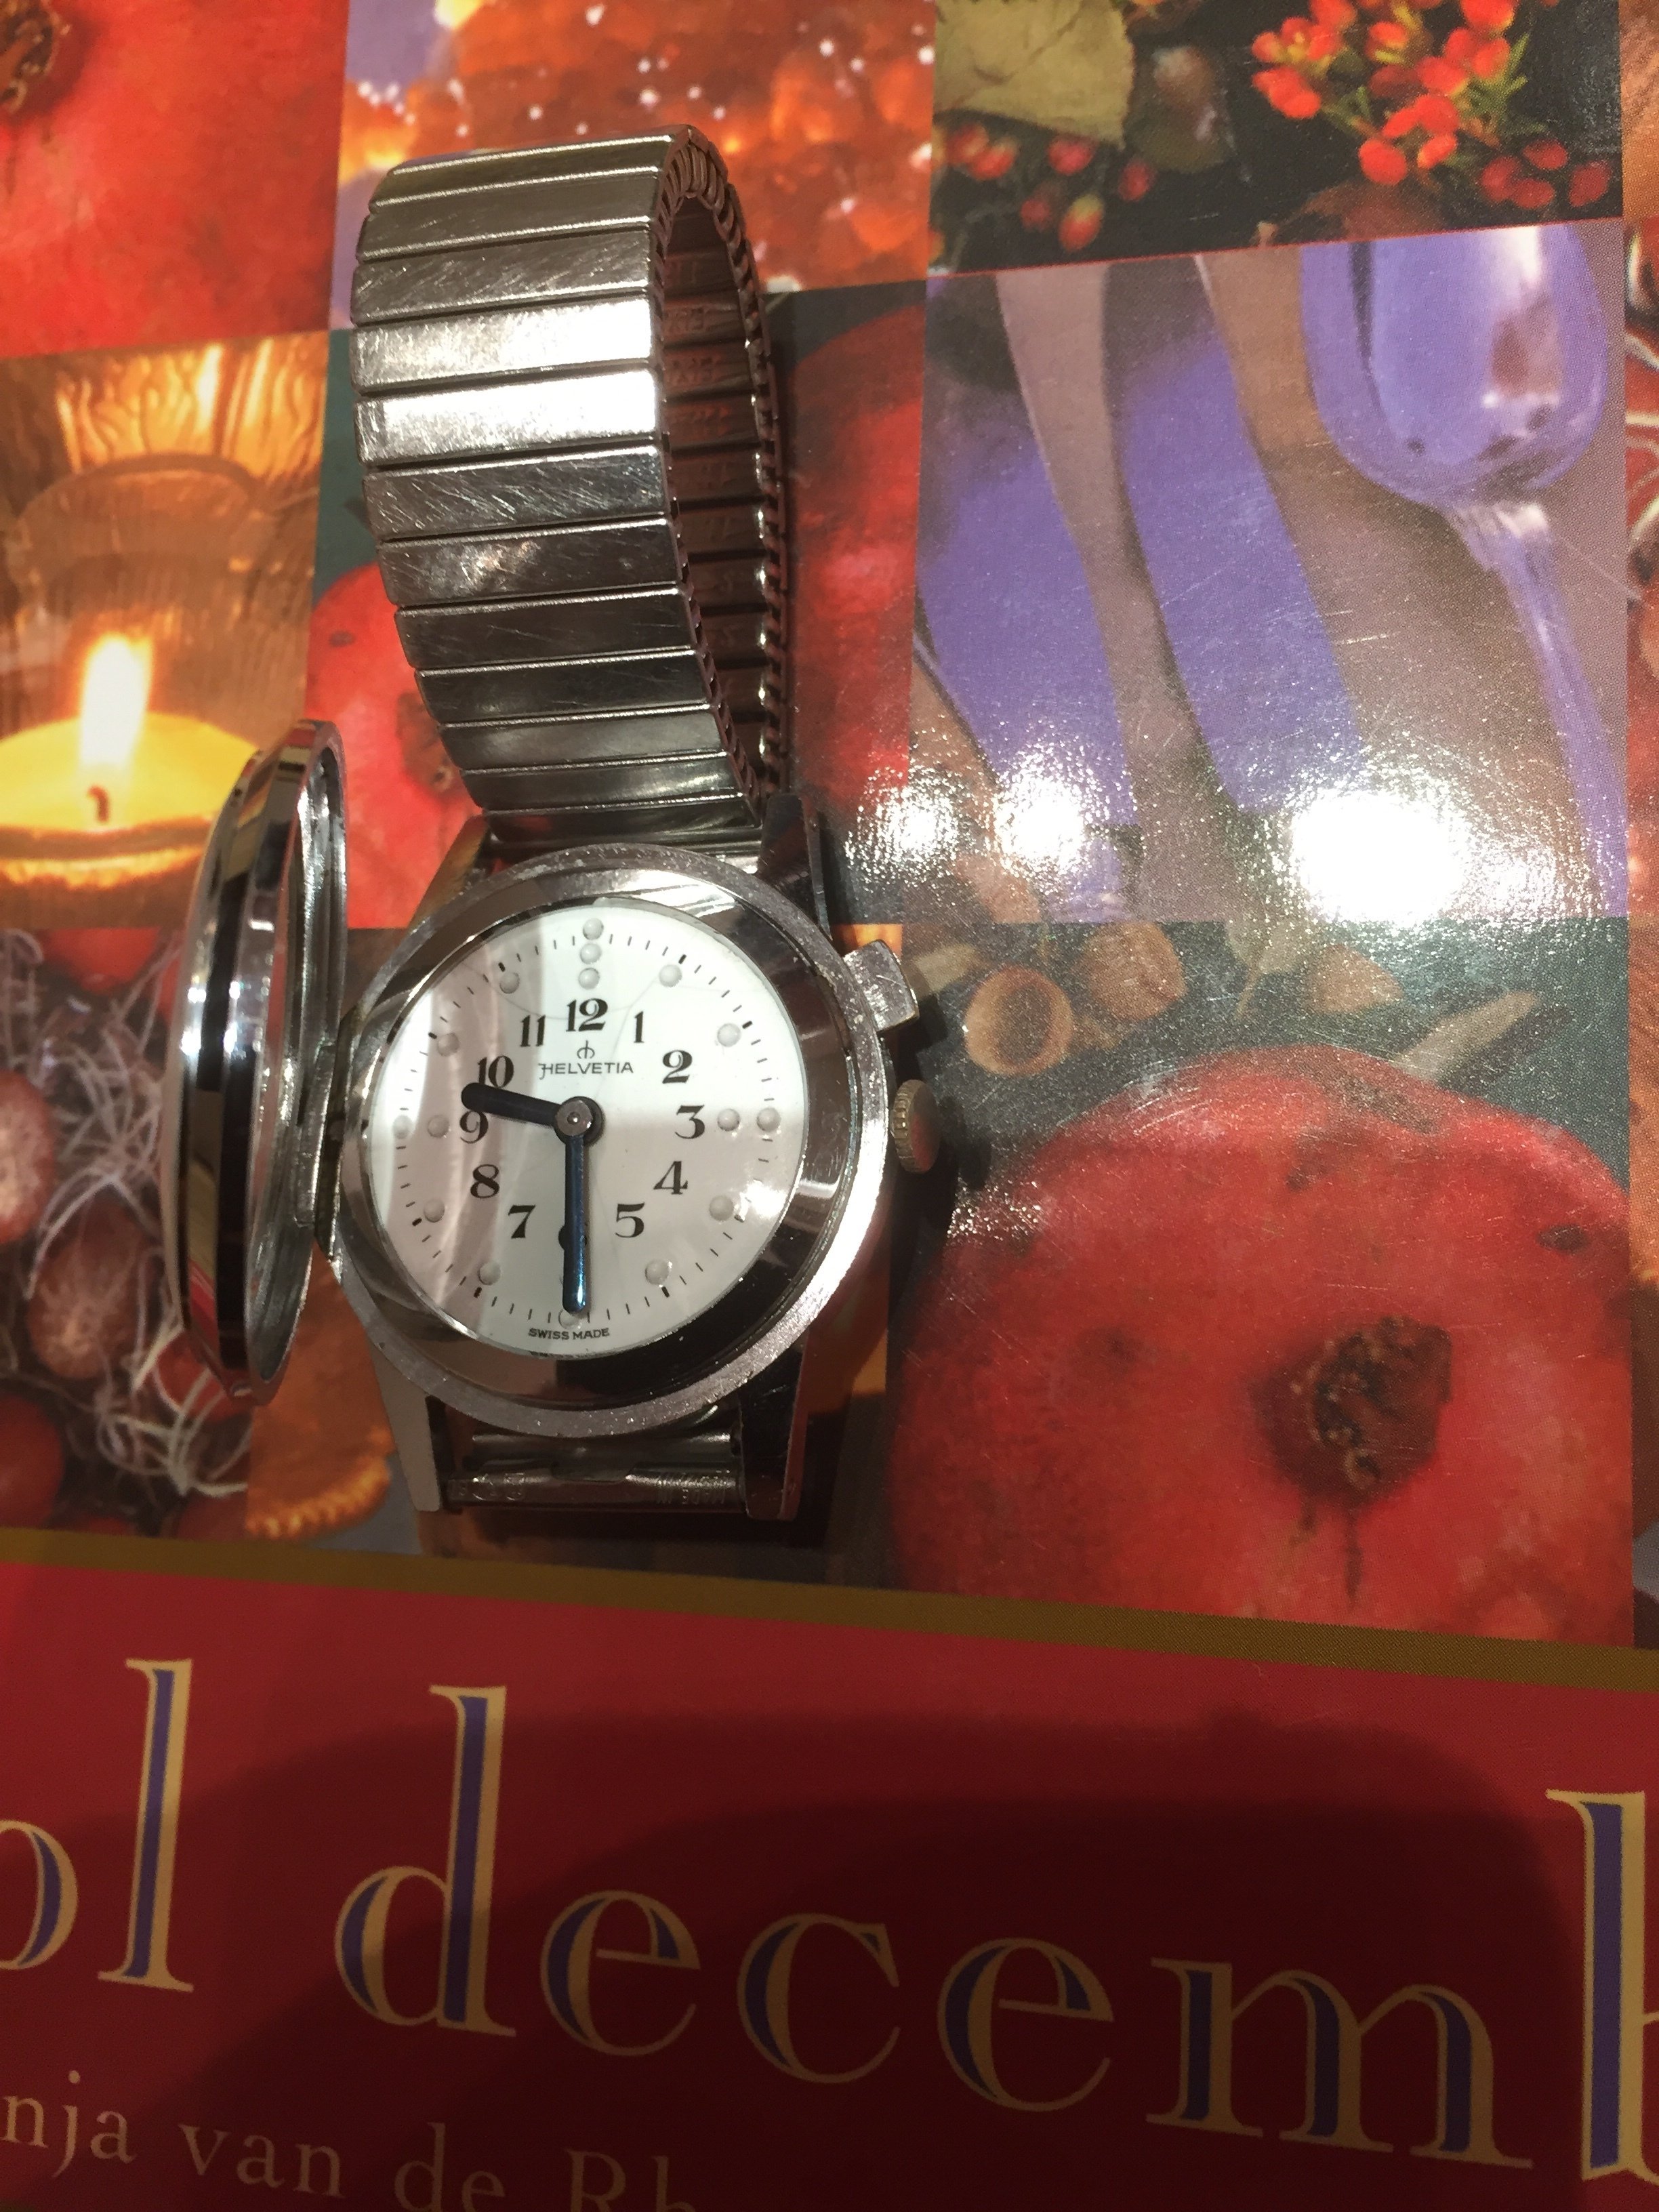 12
11 1
10 2
HELVETIA
9 3
8 4
7 5
SWISS MADE
ol decemb
nja van de Rh